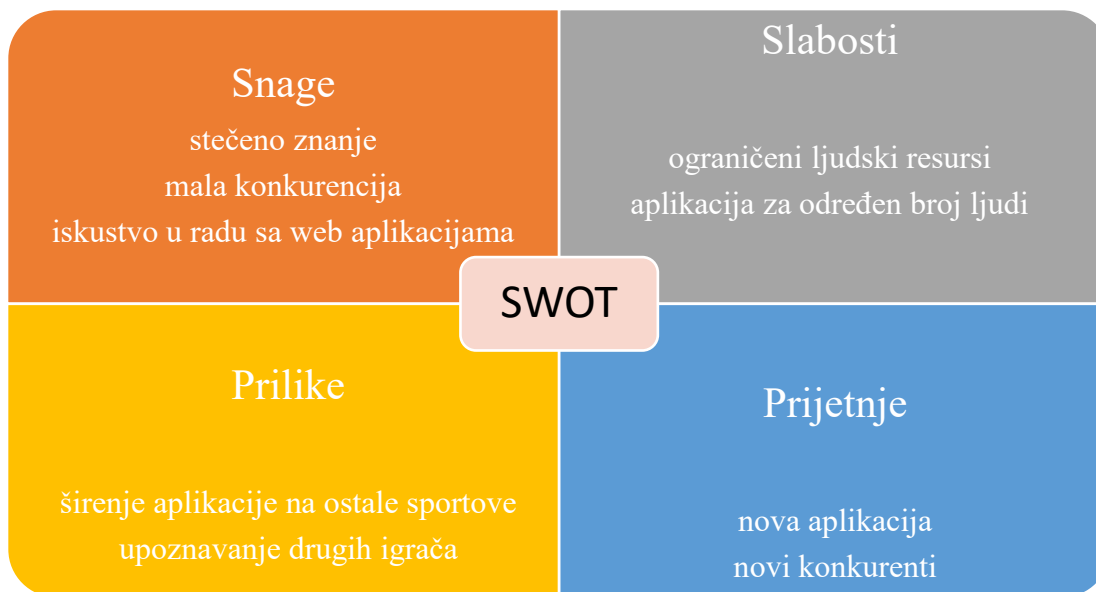 Snage
stečeno znanje
mala konkurencija
iskustvo u radu sa web aplikacijama
Slabosti
ograničeni ljudski resursi
aplikacija za određen broj ljudi
SWOT
Prilike
širenje aplikacije na ostale sportove
upoznavanje drugih igrača
Prijetnje
nova aplikacija
novi konkurenti